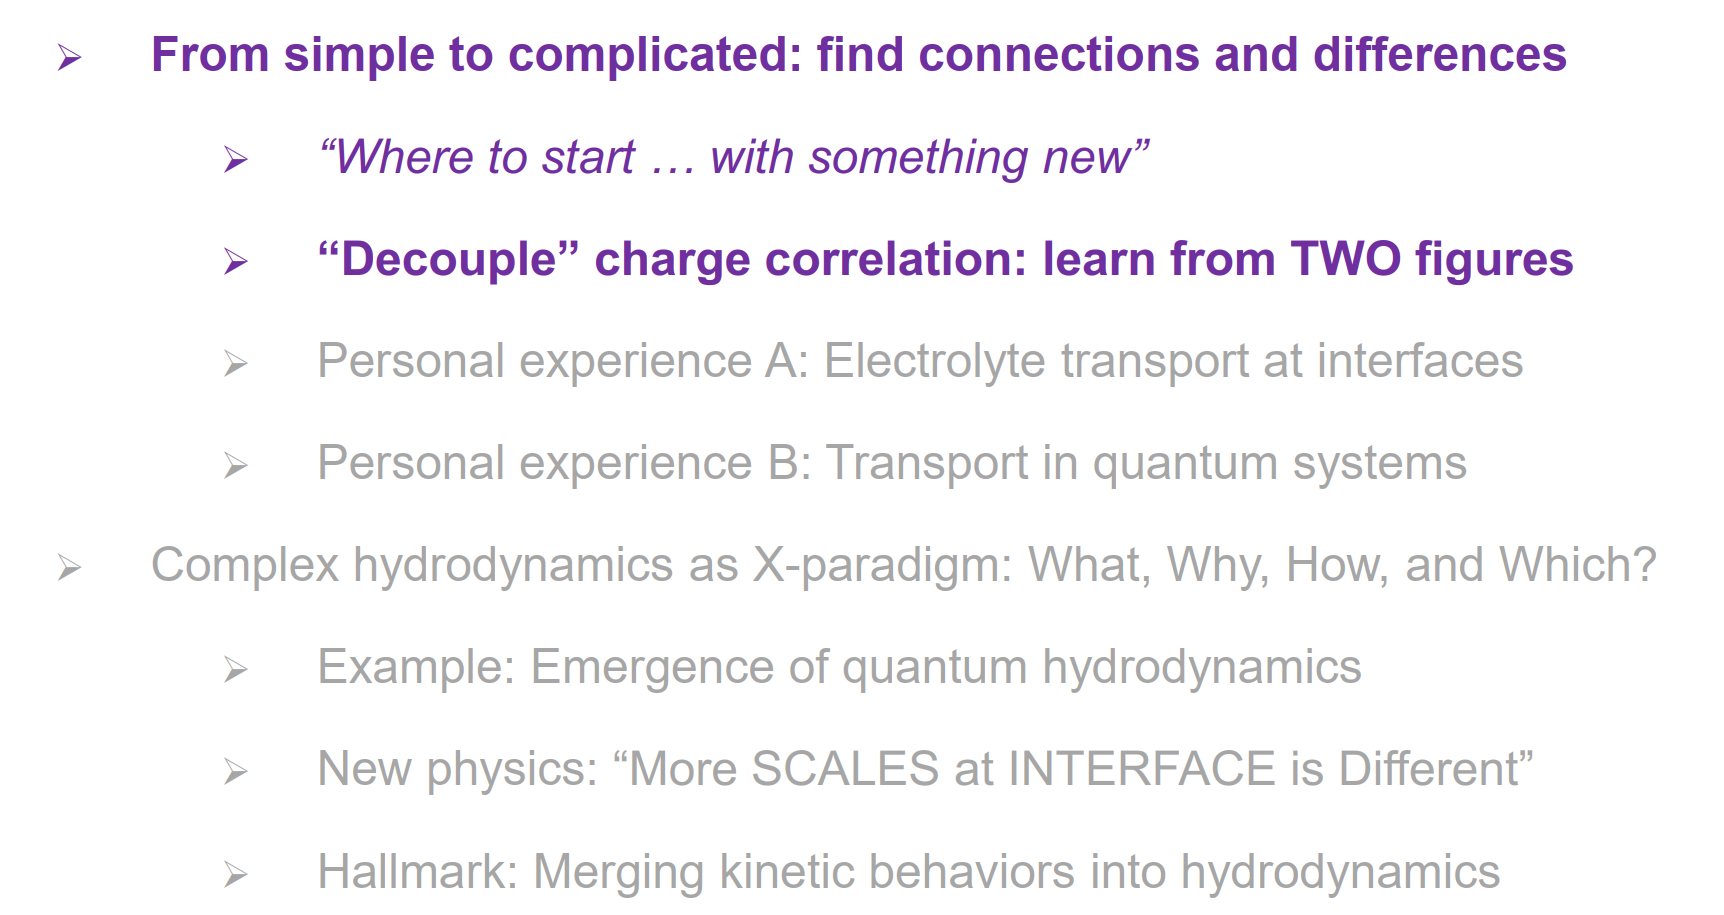 From simple to complicated: find connections and differences
“Where to start … with something new”
“Decouple” charge correlation: learn from TWO figures
Personal experience A: Electrolyte transport at interfaces
Personal experience B: Transport in quantum systems
Complex hydrodynamics as X-paradigm: What, Why, How, and Which?
Example: Emergence of quantum hydrodynamics
New physics: “More SCALES at INTERFACE is Different”
Hallmark: Merging kinetic behaviors into hydrodynamics